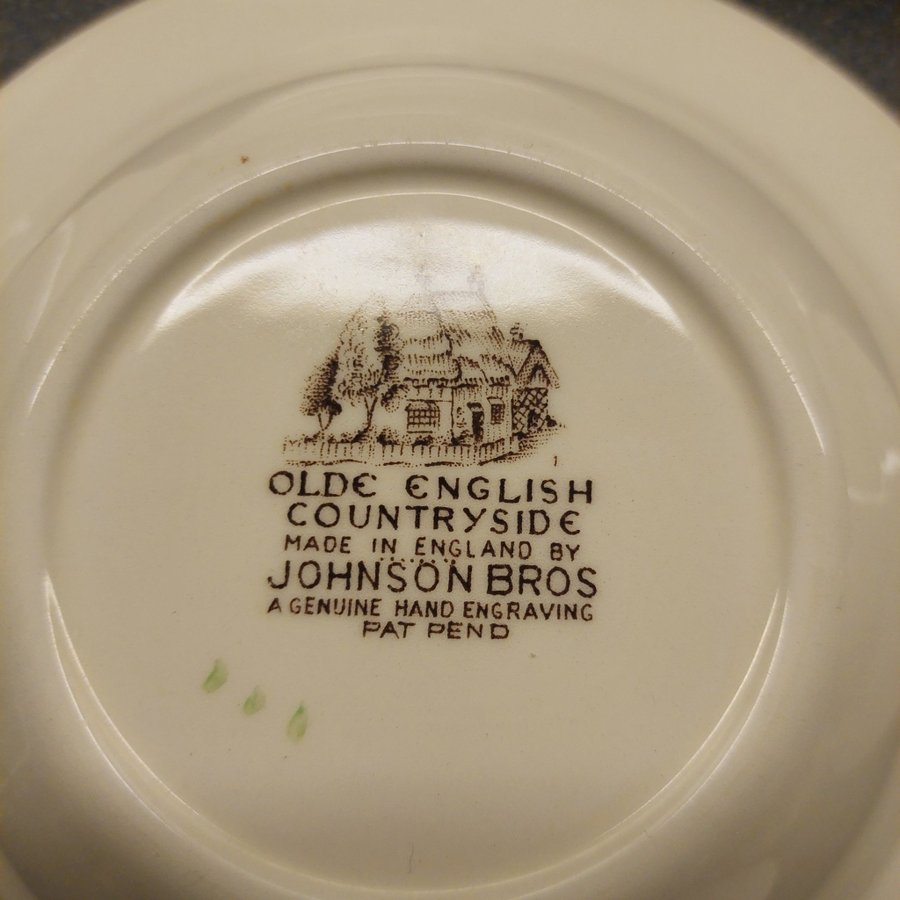 OLDE ENGLISH
COUNTRYSIDE
MADE IN ENGLAND BY
JOHNSON BROS
A GENUINE HAND ENGRAVING
PAT PEND